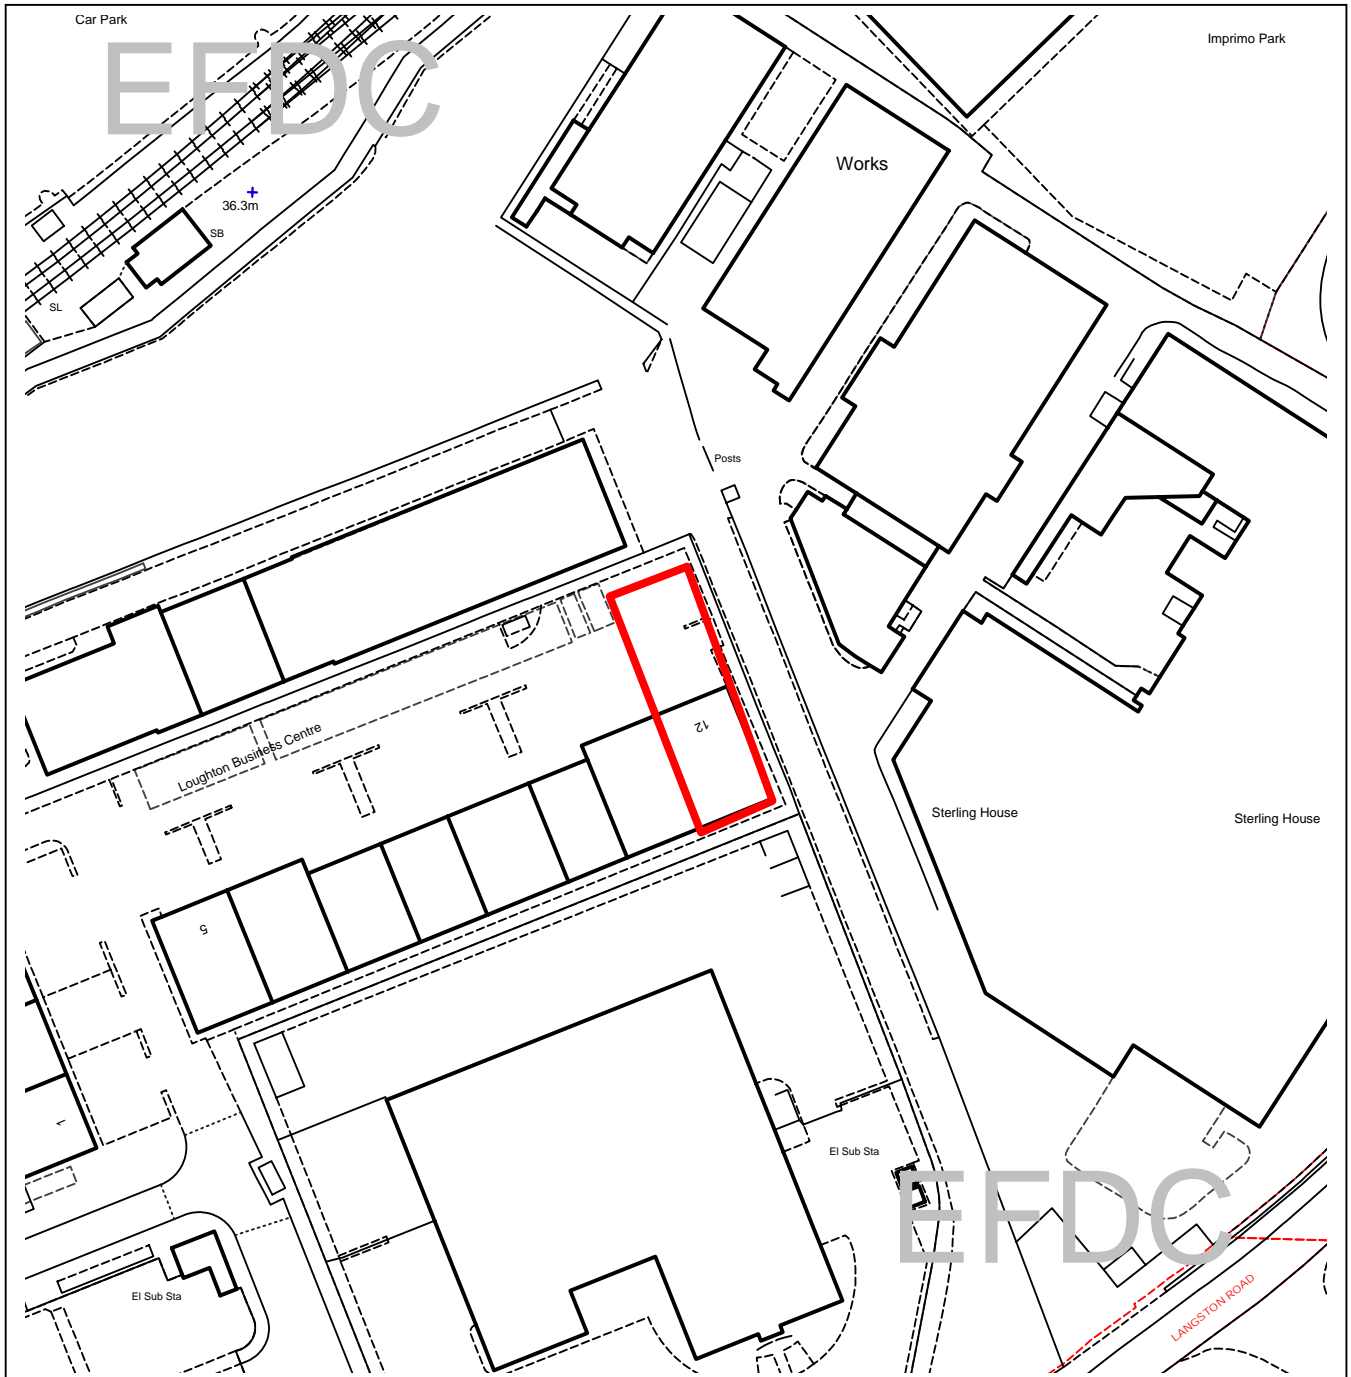 Car Park
EFDC
Imprimo Park
Works
36.3m
SB
SL
Posts
12
Loughton Business Centre
Sterling House
Sterling House
5
1
El Sub Sta
EFDC
El Sub Sta
LANGSTON ROAD